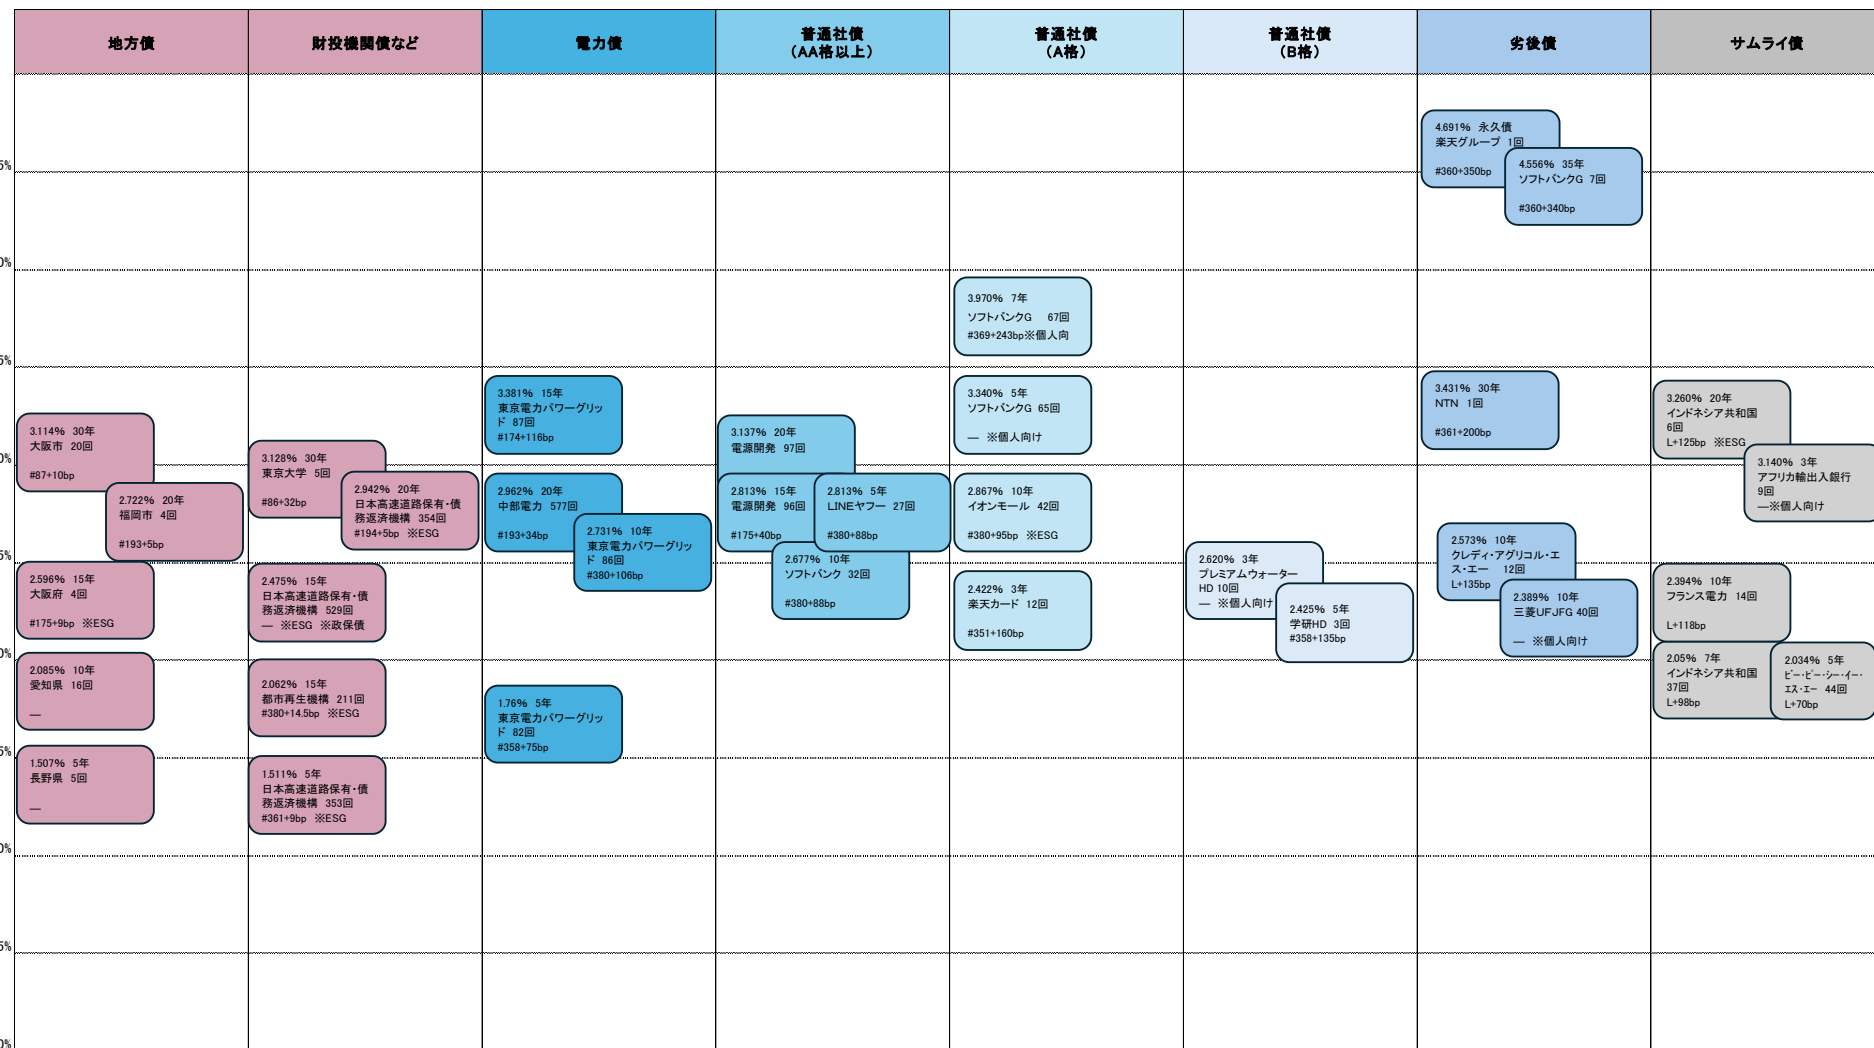 地方債
財投機関債など
電力債
普通社債
（AA格以上）
普通社債
（A格）
普通社債
（B格）
劣後債
サムライ債
5%
0%
5%
0%
5%
0%
5%
0%
5%
0%
3.114% 30年
大阪市 20回
#87+10bp
2.722% 20年
福岡市 4回
#193+5bp
2.596% 15年
大阪府 4回
#175+9bp ※ESG
2.085% 10年
愛知県 16回
—
1.507% 5年
長野県 5回
—
3.128% 30年
東京大学 5回
#86+32bp
2.942% 20年
日本高速道路保有・債
務返済機構 354回
#194+5bp ※ESG
2.475% 15年
日本高速道路保有・債
務返済機構 529回
— ※ESG ※政保債
2.062% 15年
都市再生機構 211回
#380+14.5bp ※ESG
1.511% 5年
日本高速道路保有・債
務返済機構 353回
#361+9bp ※ESG
3.381% 15年
東京電力パワーグリッ
ド 87回
#174+116bp
2.962% 20年
中部電力 577回
#193+34bp
2.731% 10年
東京電力パワーグリッ
ド 86回
#380+106bp
1.76% 5年
東京電力パワーグリッ
ド 82回
#358+75bp
3.137% 20年
電源開発 97回
2.813% 15年
電源開発 96回
#175+40bp
2.813% 5年
LINEヤフー 27回
#380+88bp
2.677% 10年
ソフトバンク 32回
#380+88bp
3.970% 7年
ソフトバンクG 67回
#369+243bp※個人向
3.340% 5年
ソフトバンクG 65回
— ※個人向け
2.867% 10年
イオンモール 42回
#380+95bp ※ESG
2.422% 3年
楽天カード 12回
#351+160bp
2.620% 3年
プレミアムウォーター
HD 10回
— ※個人向け
2.425% 5年
学研HD 3回
#358+135bp
4.691% 永久債
楽天グループ 1回
#360+350bp
4.556% 35年
ソフトバンクG 7回
#360+340bp
3.431% 30年
NTN 1回
#361+200bp
2.573% 10年
クレディ・アグリコル・エ
ス・エー 12回
L+135bp
2.389% 10年
三菱UFJFG 40回
— ※個人向け
3.260% 20年
インドネシア共和国
6回
L+125bp ※ESG
3.140% 3年
アフリカ輸出入銀行
9回
—※個人向け
2.394% 10年
フランス電力 14回
L+118bp
2.05% 7年
インドネシア共和国
37回
L+98bp
2.034% 5年
ビー・ピー・シー・イー・
エス・エー 44回
L+70bp